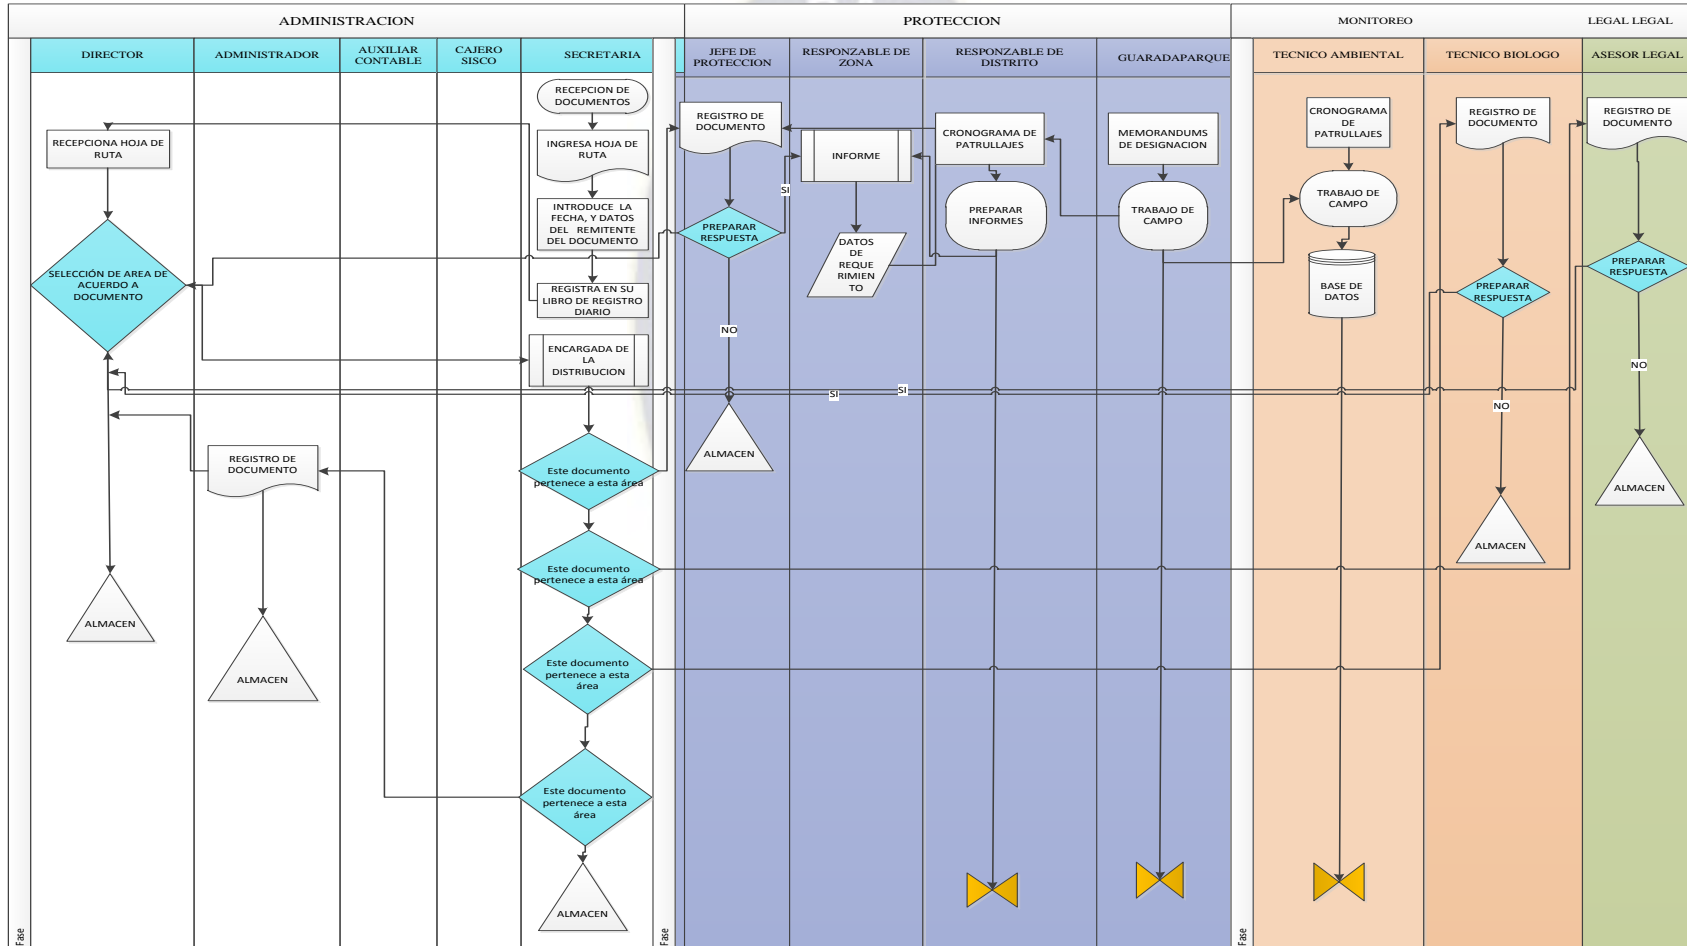 ADMINISTRACION
PROTECCION
MONITOREO
LEGAL LEGAL
DIRECTOR
ADMINISTRADOR
AUXILIAR
CONTABLE
CAJERO
SISCO
SECRETARIA
JEFE DE
PROTECCION
RESPONZABLE DE
ZONA
RESPONZABLE DE
DISTRITO
GUARADAPARQUE
TECNICO AMBIENTAL
TECNICO BIOLOGO
ASESOR LEGAL
RECEPCIONA HOJA DE
RUTA
SELECCIÓN DE AREA DE
ACUERDO A
DOCUMENTO
ALMACEN
REGISTRO DE
DOCUMENTO
ALMACEN
RECEPCION DE
DOCUMENTOS
INGRESA HOJA DE
RUTA
INTRODUCE LA
FECHA, Y DATOS
DEL REMITENTE
DEL DOCUMENTO
REGISTRA EN SU
LIBRO DE REGISTRO
DIARIO
ENCARGADA DE
LA
DISTRIBUCION
Este documento
pertenece a esta área
Este documento
pertenece a esta área
Este documento
pertenece a esta
área
Este documento
pertenece a esta
área
ALMACEN
REGISTRO DE
DOCUMENTO
PREPARAR
RESPUESTA
SI
NO
ALMACEN
INFORME
DATOS
DE
REQUE
RIMIEN
TO
CRONOGRAMA DE
PATRULLAJES
PREPARAR
INFORMES
MEMORANDUMS
DE DESIGNACION
TRABAJO DE
CAMPO
SI
SI
CRONOGRAMA
DE
PATRULLAJES
TRABAJO DE
CAMPO
BASE DE
DATOS
REGISTRO DE
DOCUMENTO
PREPARAR
RESPUESTA
NO
ALMACEN
REGISTRO DE
DOCUMENTO
PREPARAR
RESPUESTA
NO
ALMACEN
Fase
Fase
Fase